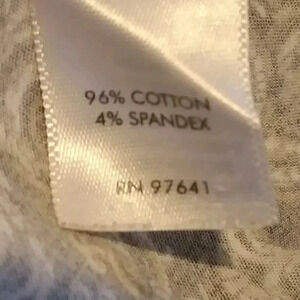 96% COTTON
4% SPANDEX
RN 97641